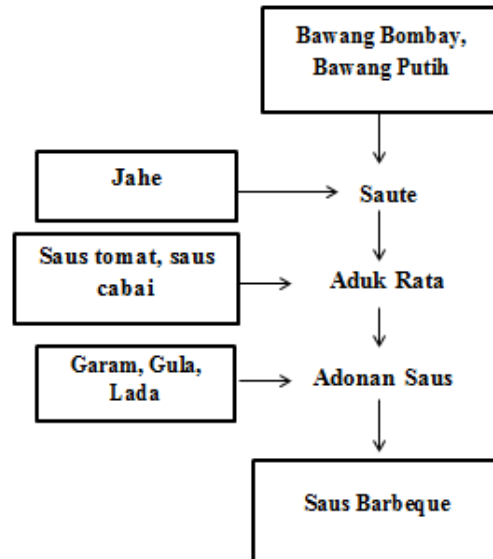 Bawang Bombay,
Bawang Putih
Jahe
Saute
Saus tomat, saus
cabai
Aduk Rata
Garam, Gula,
Lada
Adonan Saus
Saus Barbeque